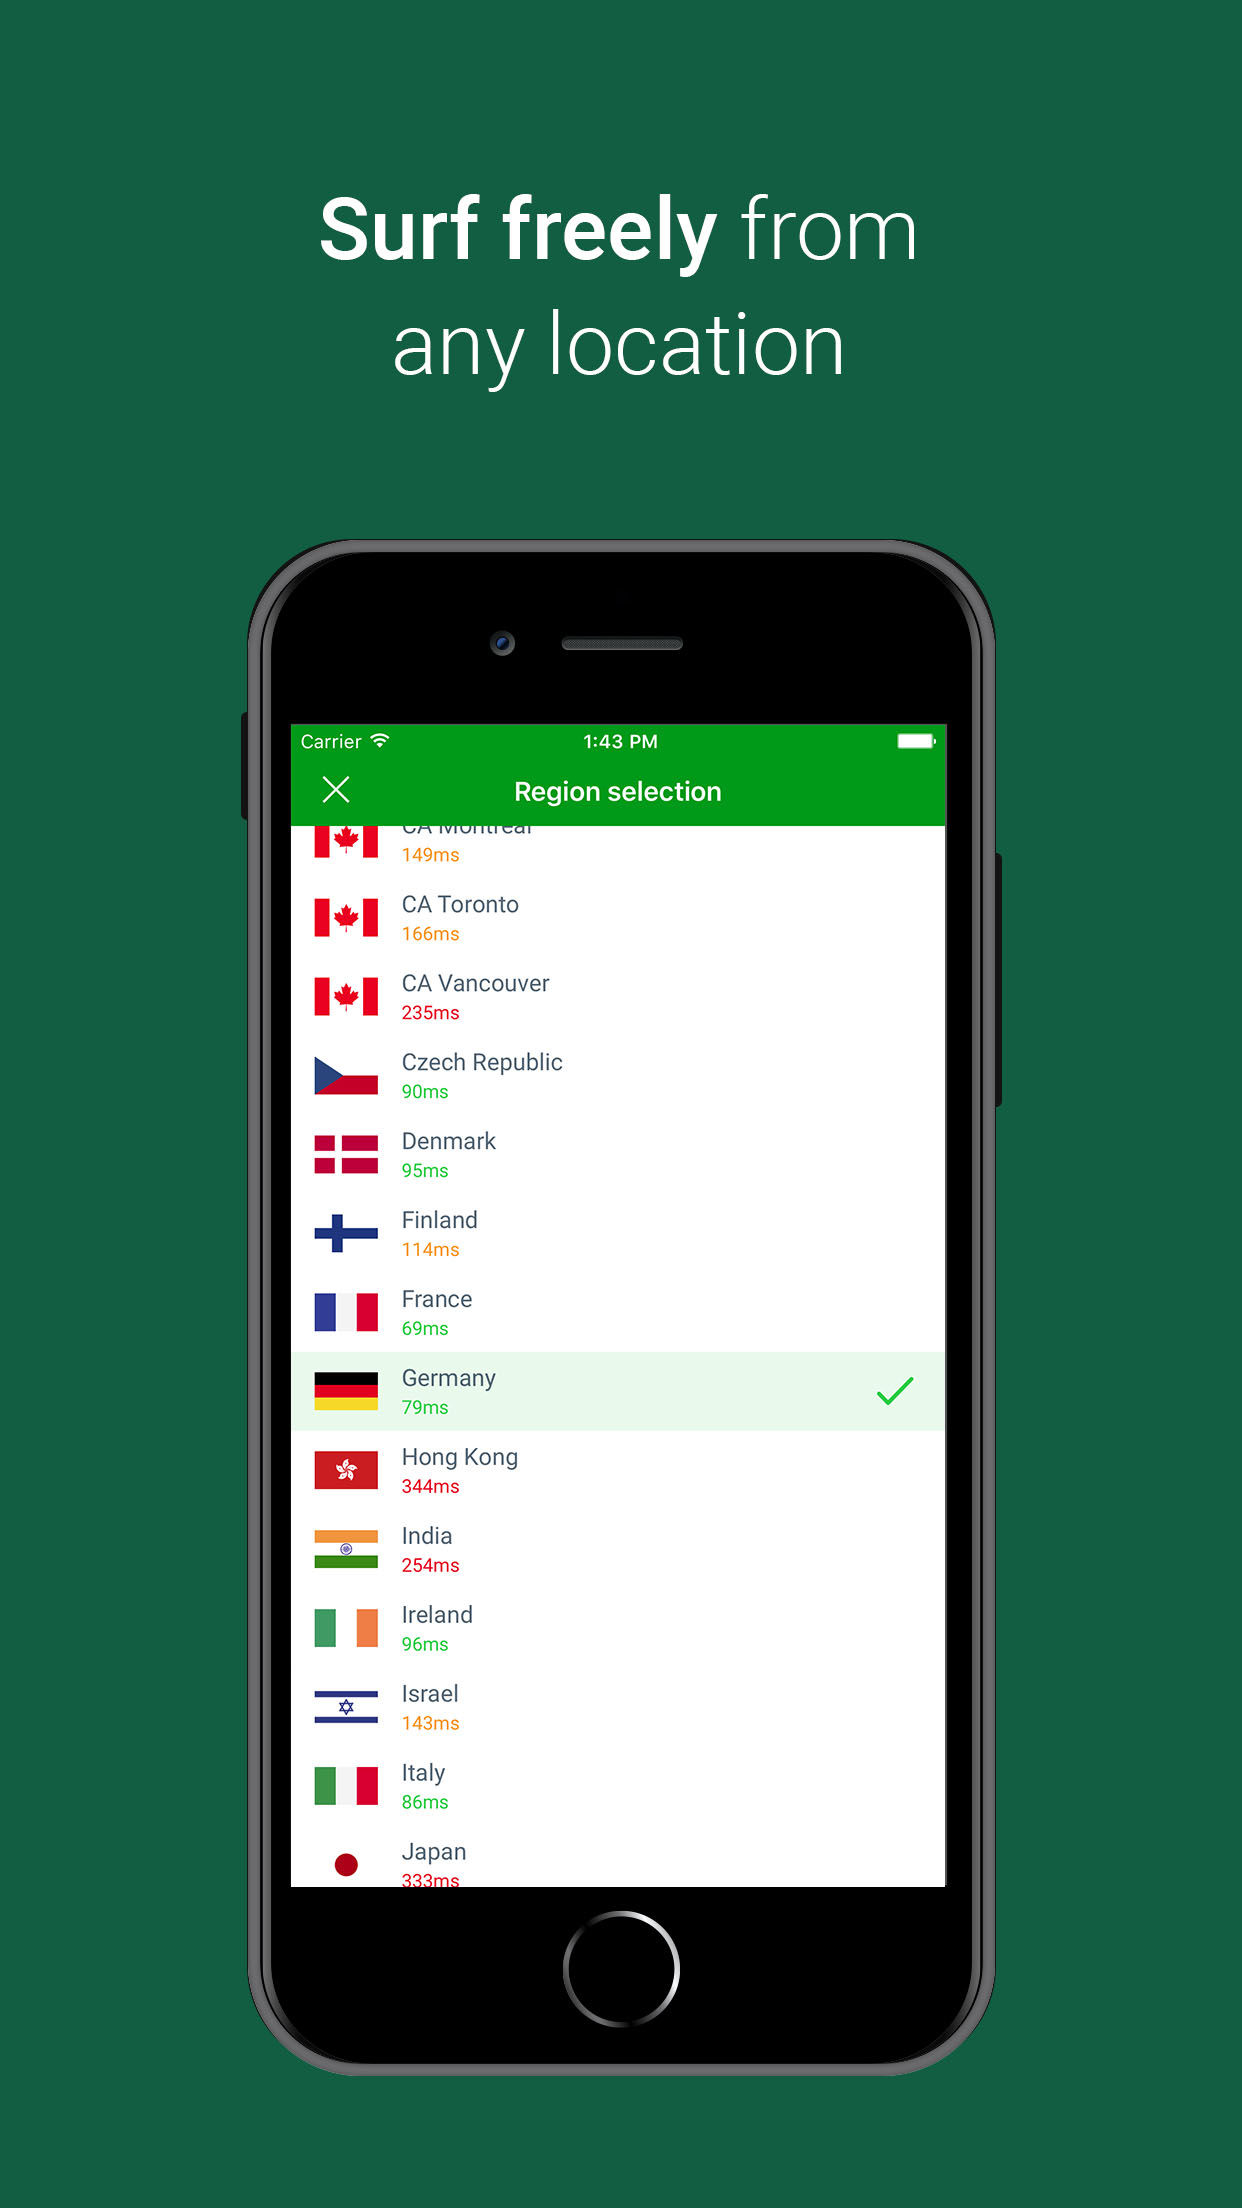 Surf freely from
any location
Carrier 1:43 PM
Region selection
CA Montreal
149ms
CA Toronto
166ms
CA Vancouver
235ms
Czech Republic
90ms
Denmark
95ms
Finland
114ms
France
69ms
Germany
79ms
Hong Kong
344ms
India
254ms
Ireland
96ms
Israel
143ms
Italy
86ms
Japan
333ms